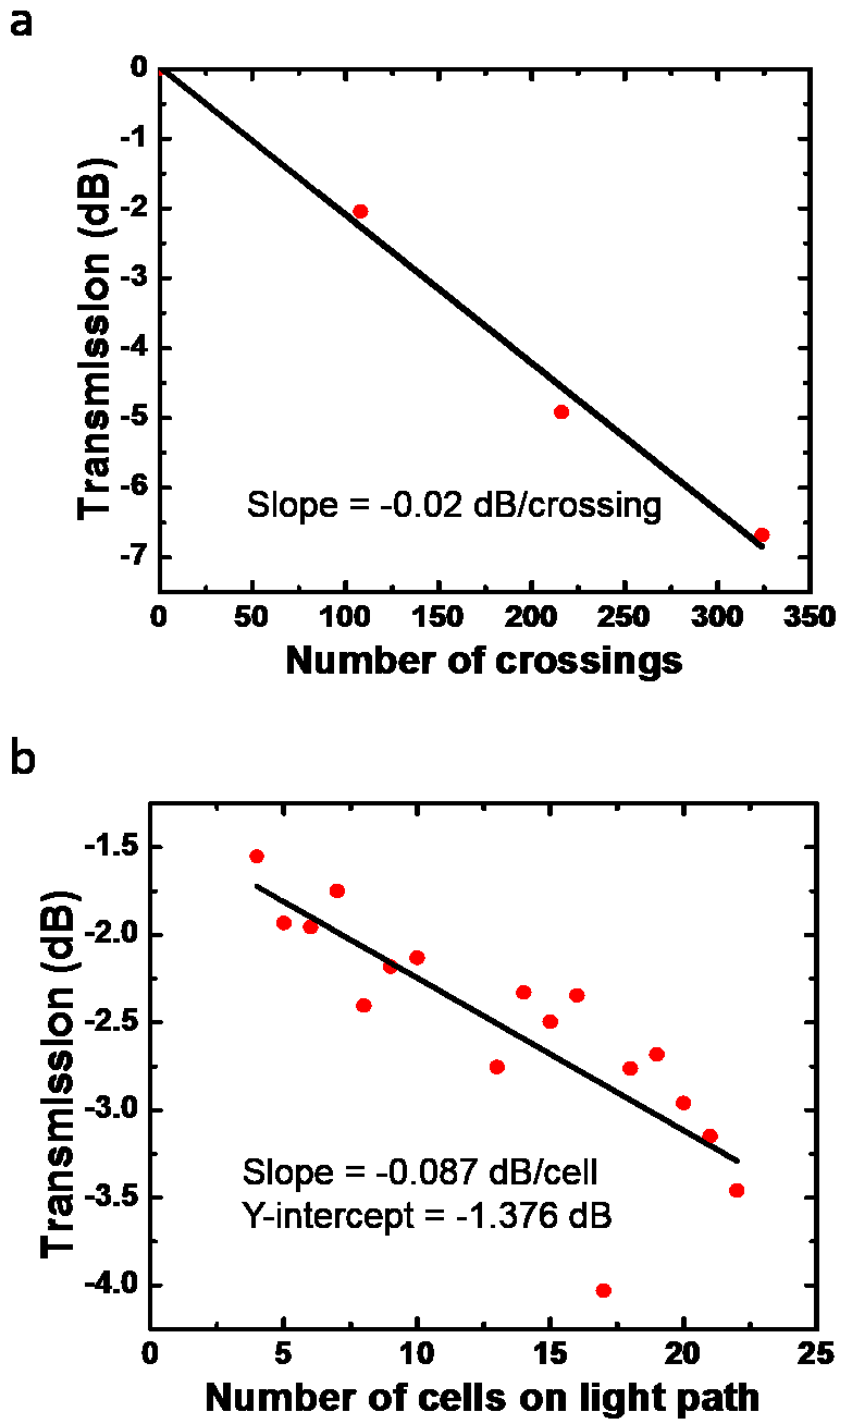 a
Transmission (dB)
0
-1
-2
-3
-4
-5
-6
-7
Slope = -0.02 dB/crossing
0 50 100 150 200 250 300 350
Number of crossings
b
Transmission (dB)
-1.5
-2.0
-2.5
-3.0
-3.5
-4.0
Slope = -0.087 dB/cell
Y-intercept = -1.376 dB
0 5 10 15 20 25
Number of cells on light path